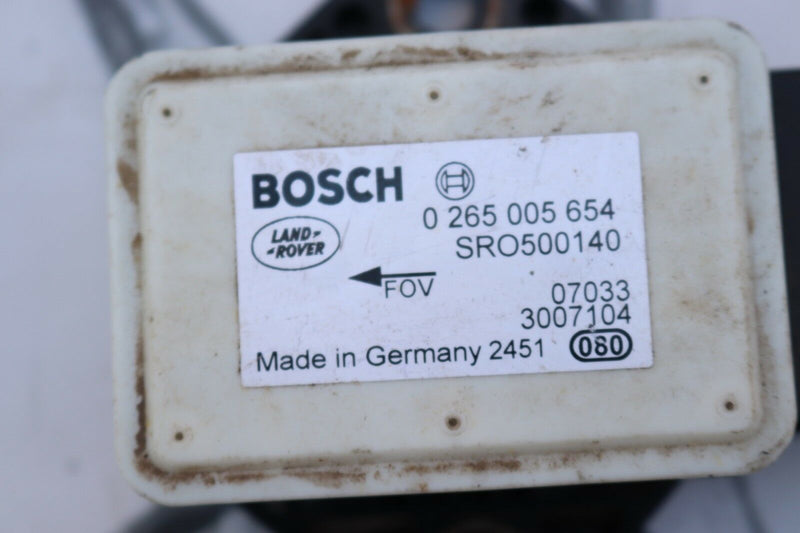 BOSCH
0 265 005 654
LAND-
-ROVER
SRO500140
FOV
07033
3007104
Made in Germany 2451 080